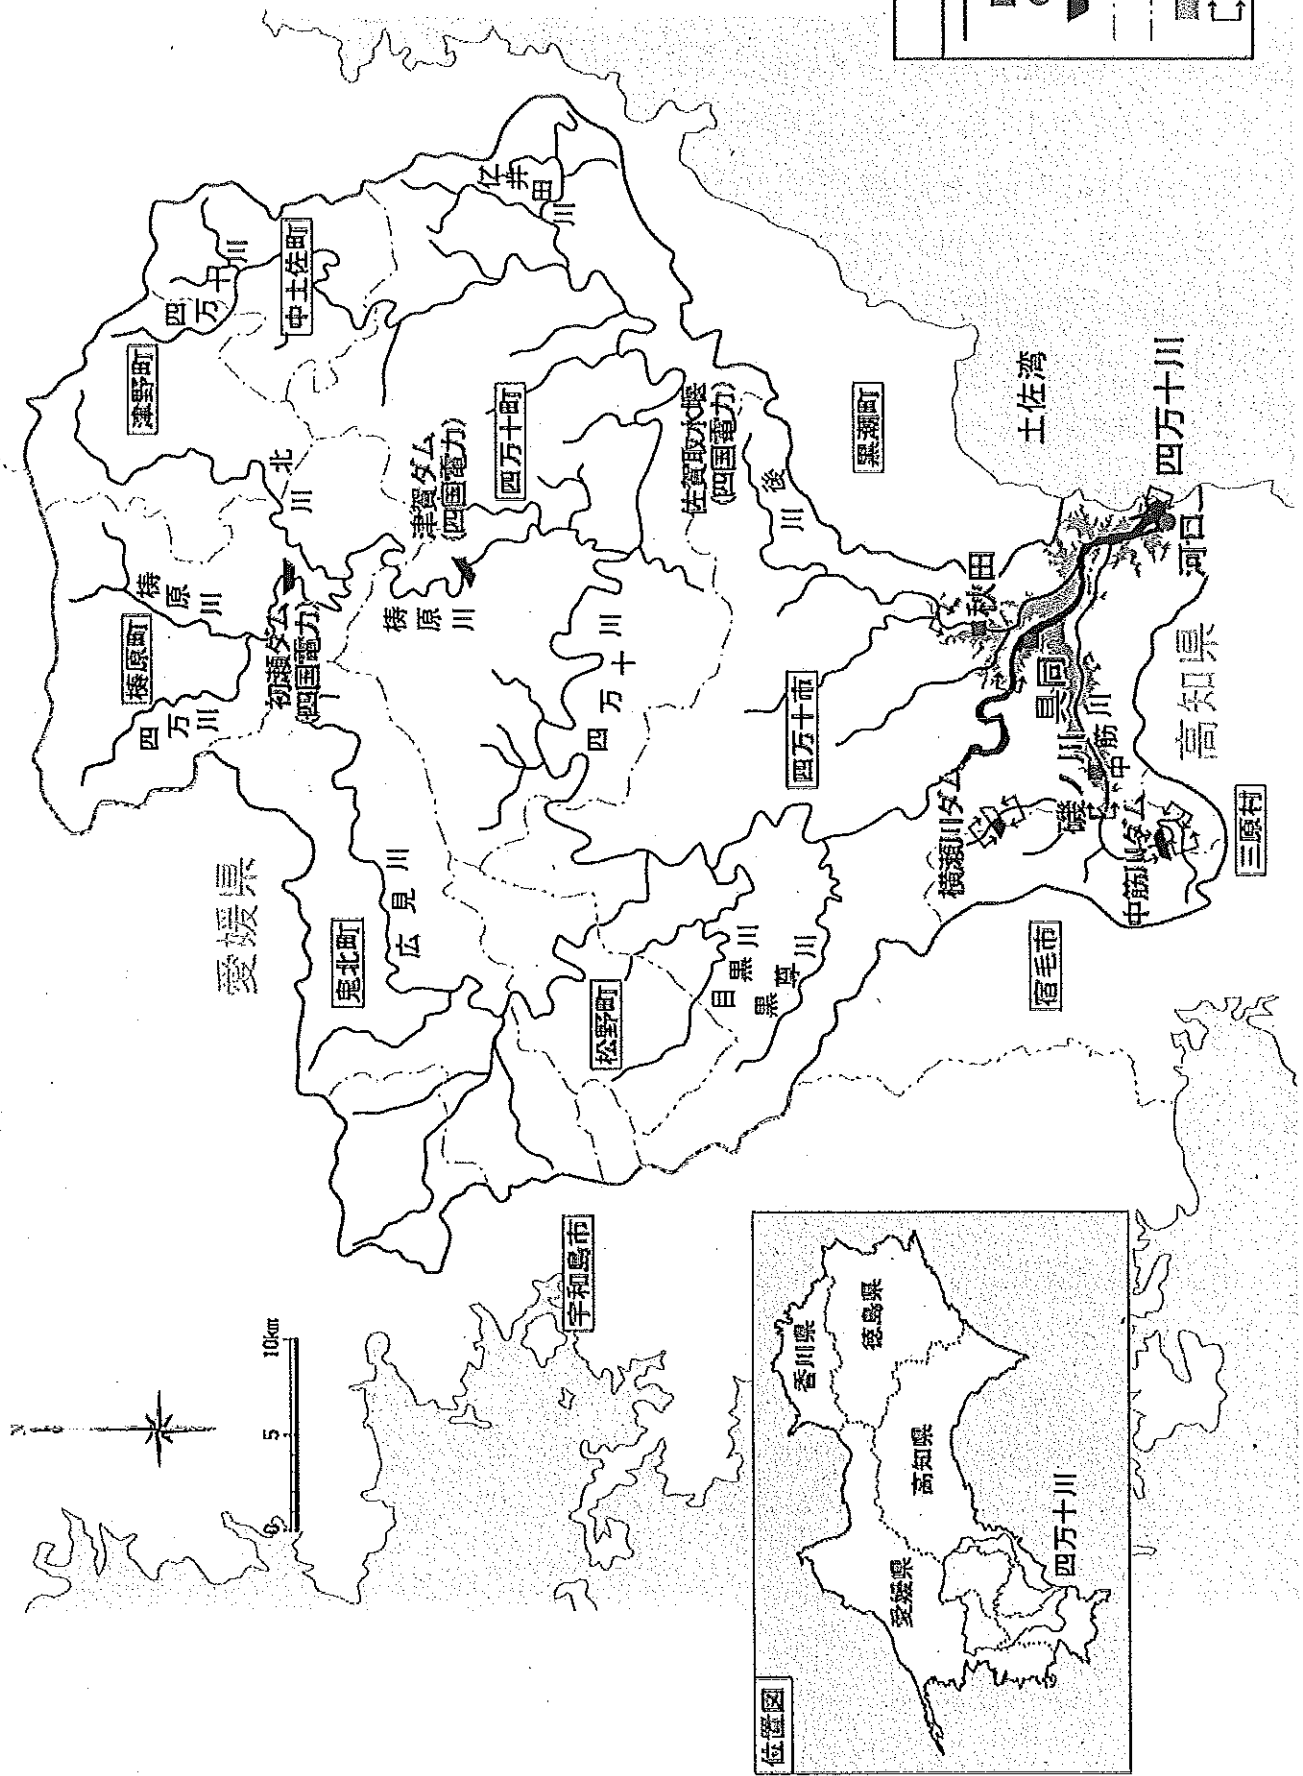 愛媛県
高知県
土佐湾
四万十川
河口
津野町
梼原町
中土佐町
四万十町
四万十市
黒潮町
鬼北町
松野町
宇和島市
宿毛市
三原村
四万十川
四万川
梼原川
北川
仁井田川
初瀬ダム
(四国電力)
津賀ダム
(四国電力)
梼原川
佐賀取水堰
(四国電力)
後川
四万十川
広見川
目黒川
黒尊川
秋田
具同
磯ノ川
中筋川
横瀬川ダム
中筋川ダム
0
5
10km
位置図
香川県
徳島県
愛媛県
高知県
四万十川